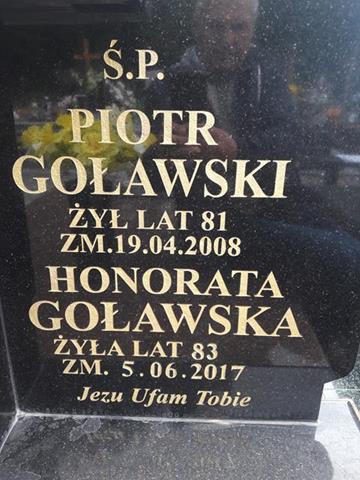 Ś.P.
PIOTR
GOŁAWSKI
ŻYŁ LAT 81
ZM.19.04.2008
HONORATA
GOŁAWSKA
ŻYŁA LAT 83
ZM. 5.06.2017
Jezu Ufam Tobie